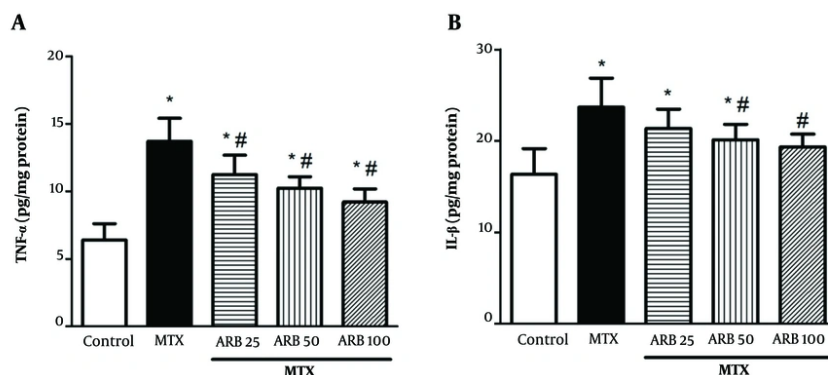 A
TNF-α (pg/mg protein)
20
15
10
5
0
*
* #
* #
* #
Control MTX ARB 25 ARB 50 ARB 100
MTX
B
IL-β (pg/mg protein)
30
20
10
0
*
*
* #
#
Control MTX ARB 25 ARB 50 ARB 100
MTX